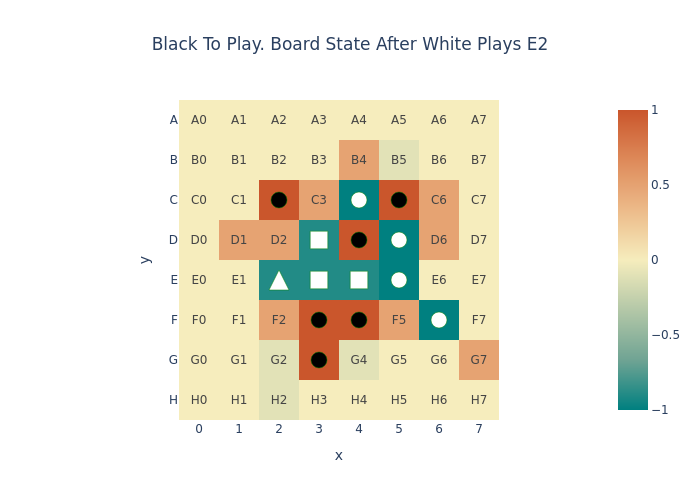 Black To Play. Board State After White Plays E2
A A0 A1 A2 A3 A4 A5 A6 A7
B B0 B1 B2 B3 B4 B5 B6 B7
C C0 C1 C3 C6 C7
D D0 D1 D2 D6 D7
E E0 E1 E6 E7
F F0 F1 F2 F5 F7
G G0 G1 G2 G4 G5 G6 G7
H H0 H1 H2 H3 H4 H5 H6 H7
0 1 2 3 4 5 6 7
x
y
1
0.5
0
−0.5
−1